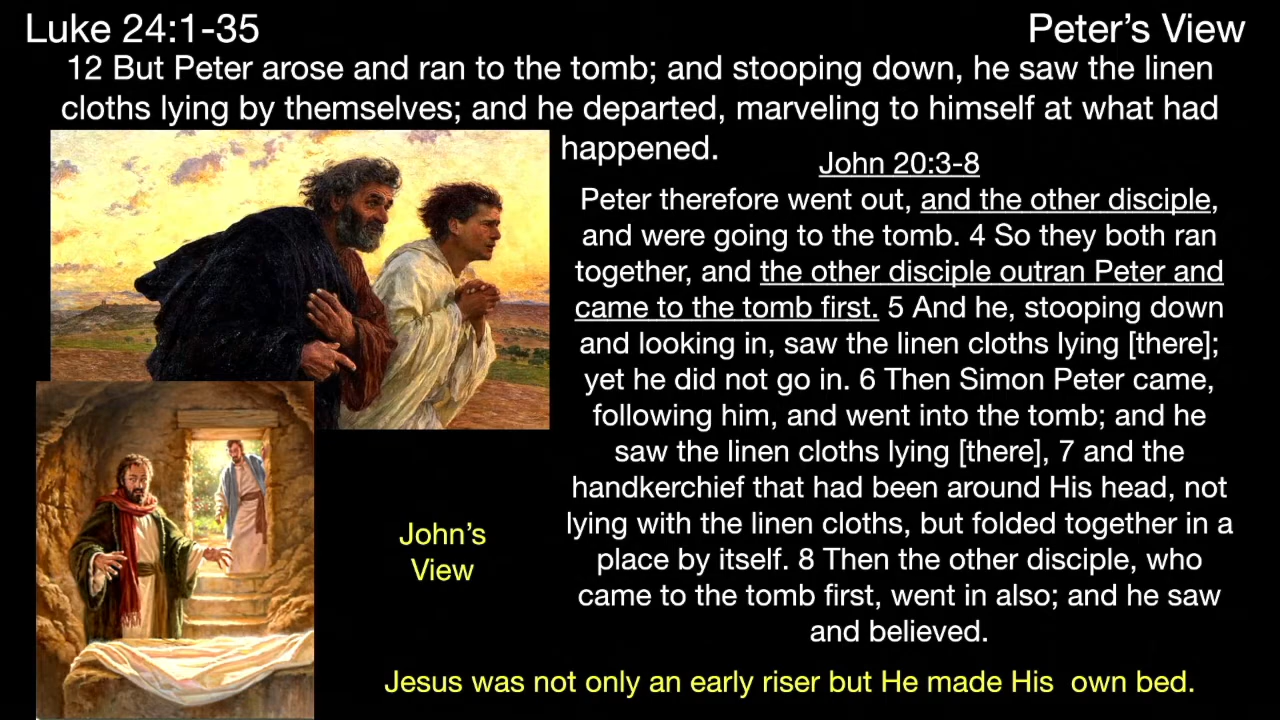 Luke 24:1-35
Peter’s View
12 But Peter arose and ran to the tomb; and stooping down, he saw the linen
cloths lying by themselves; and he departed, marveling to himself at what had
happened.
John 20:3-8
Peter therefore went out, and the other disciple,
and were going to the tomb. 4 So they both ran
together, and the other disciple outran Peter and
came to the tomb first. 5 And he, stooping down
and looking in, saw the linen cloths lying [there];
yet he did not go in. 6 Then Simon Peter came,
following him, and went into the tomb; and he
saw the linen cloths lying [there], 7 and the
handkerchief that had been around His head, not
lying with the linen cloths, but folded together in a
place by itself. 8 Then the other disciple, who
came to the tomb first, went in also; and he saw
and believed.
John’s
View
Jesus was not only an early riser but He made His  own bed.